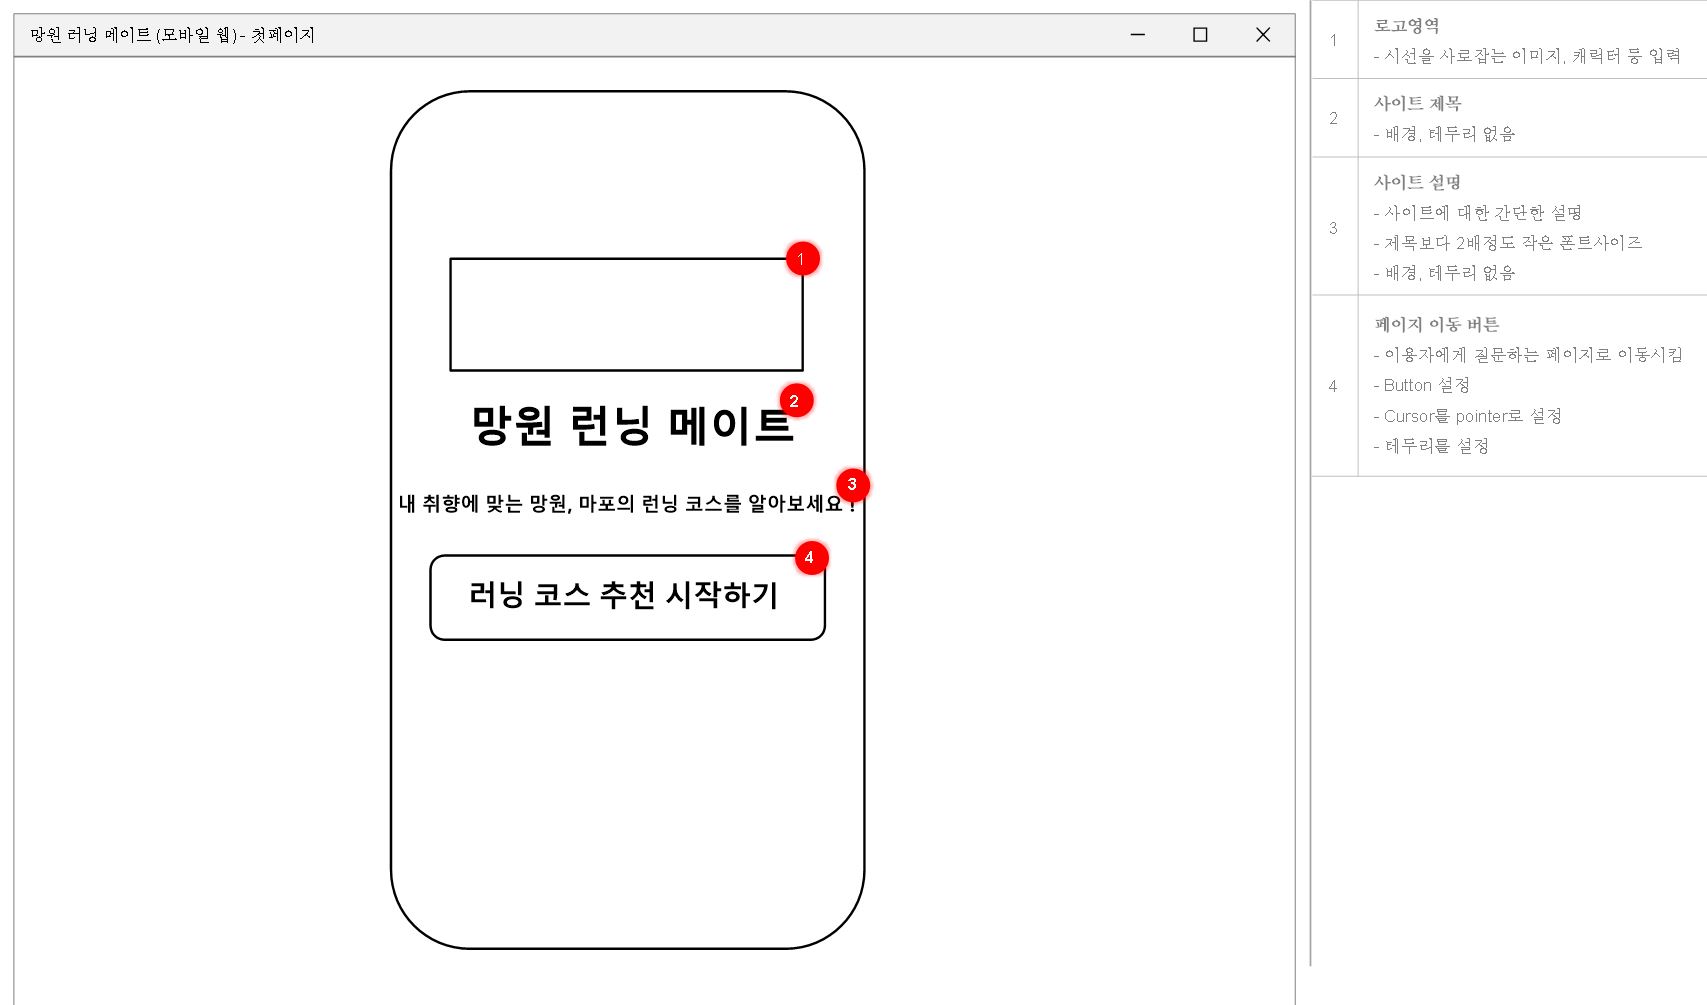 망원 러닝 메이트 (모바일 웹) - 첫페이지
1
2
망원 런닝 메이트
3
내 취향에 맞는 망원, 마포의 런닝 코스를 알아보세요 !
4
러닝 코스 추천 시작하기
1
로고영역
- 시선을 사로잡는 이미지, 캐릭터 등 입력
2
사이트 제목
- 배경, 테두리 없음
3
사이트 설명
- 사이트에 대한 간단한 설명
- 제목보다 2배정도 작은 폰트사이즈
- 배경, 테두리 없음
4
페이지 이동 버튼
- 이용자에게 질문하는 페이지로 이동시킴
- Button 설정
- Cursor를 pointer로 설정
- 테두리를 설정